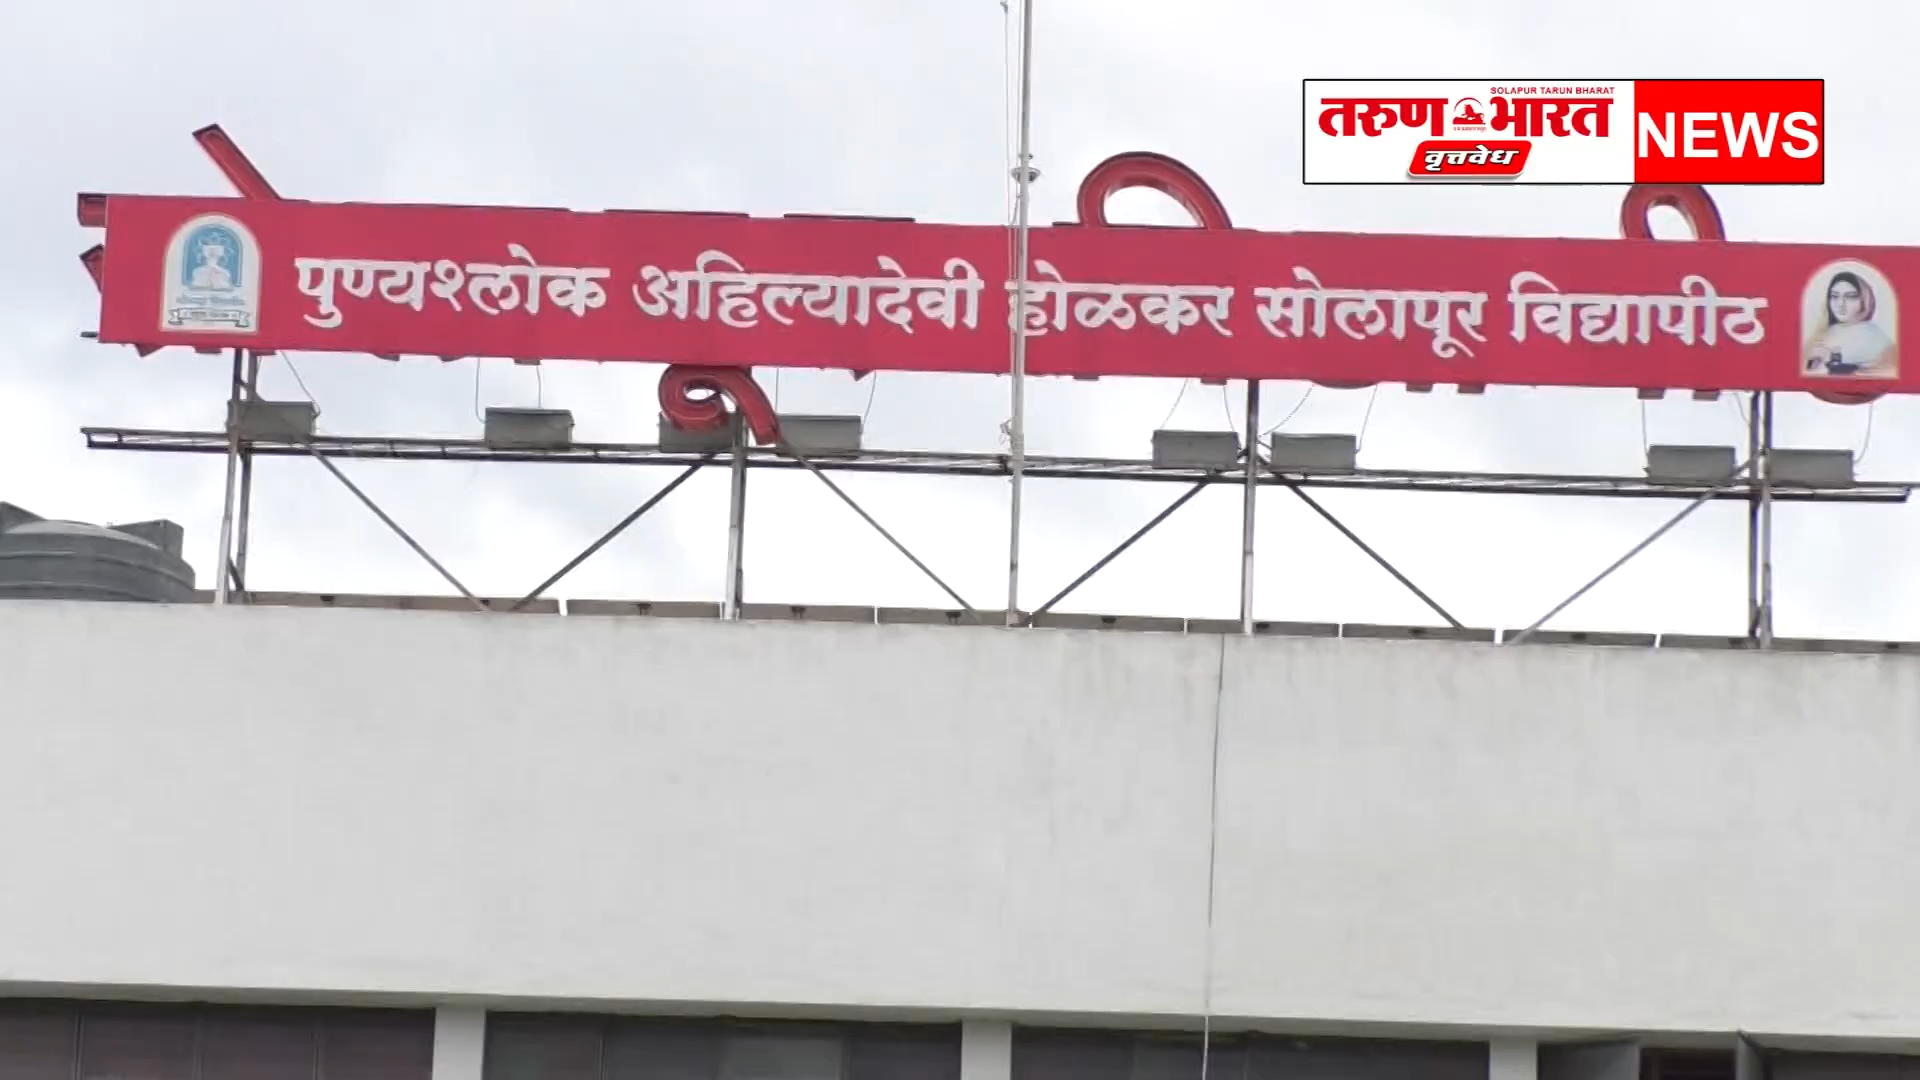 SOLAPUR TARUN BHARAT
तरुण भारत
वृत्तवेध
NEWS
पुण्यश्लोक अहिल्यादेवी होळकर सोलापूर विद्यापीठ